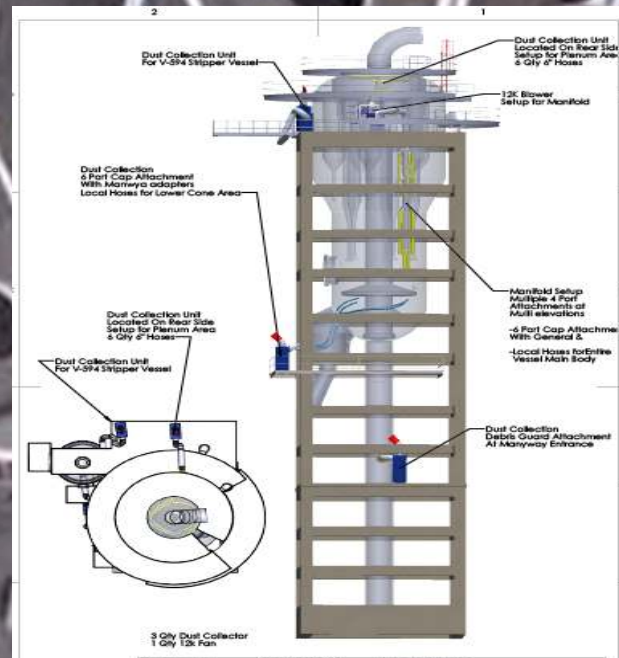 2
1
Dust Collection Unit
For V-594 Stripper Vessel
Dust Collection Unit
Located On Rear Side
Setup for Plenum Area
6 Qty 6" Hoses
12K Blower
Setup for Manifold
Dust Collection
6 Port Cap Attachment
With Manwya adapters
Local Hoses for Lower Cone Area
Manifold Setup
Multiple 4 Port
Attachments at
Multi elevations
-6 Port Cap Attachme
With General &
-Local Hoses forEntire
Vessel Main Body
Dust Collection Unit
Located On Rear Side
Setup for Plenum Area
6 Qty 6" Hoses
Dust Collection Unit
For V-594 Stripper Vessel
Dust Collection
Debris Guard Attachment
At Manyway Entrance
3 Qty Dust Collector
1 Qty 12k Fan